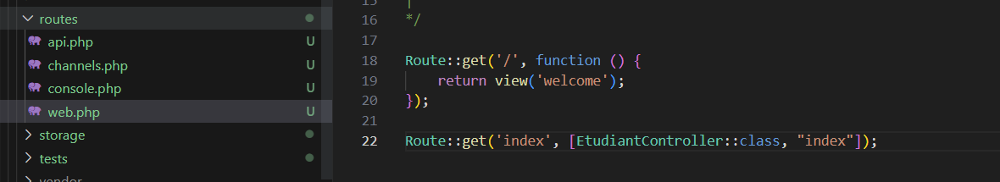 routes
api.php U
channels.php U
console.php U
web.php U
storage
tests
vendor
15 |
16 */
17
18 Route::get('/', function () {
19     return view('welcome');
20 });
21
22 Route::get('index', [EtudiantController::class, "index"]);